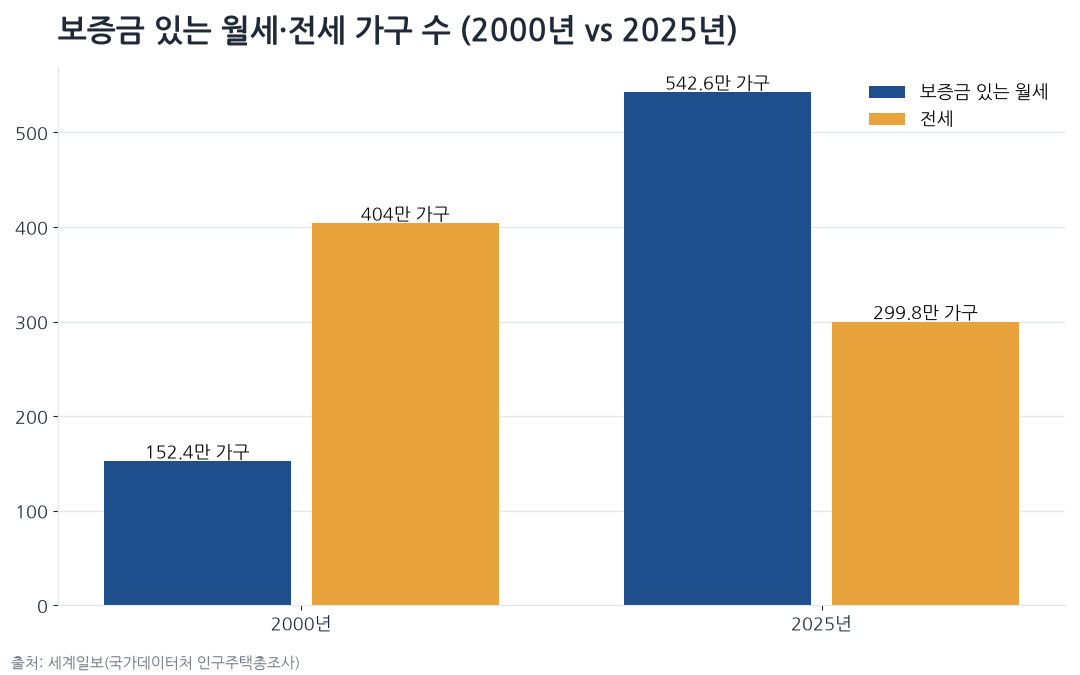 보증금 있는 월세·전세 가구 수 (2000년 vs 2025년)
542.6만 가구
보증금 있는 월세
전세
500
404만 가구
400
299.8만 가구
300
200
152.4만 가구
100
0
2000년
2025년
출처: 세계일보(국가데이터처 인구주택총조사)